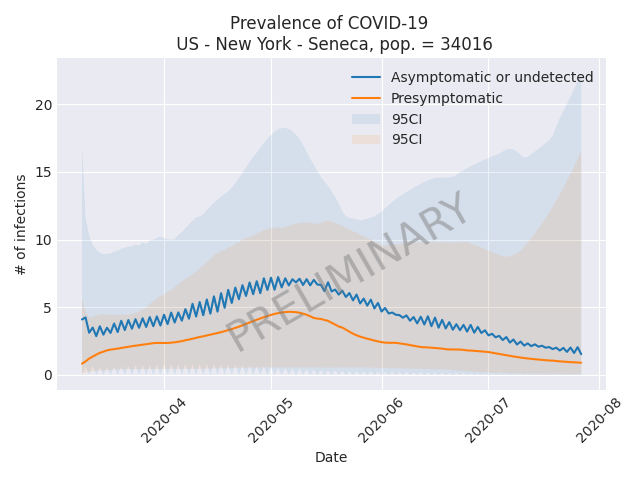 Prevalence of COVID-19
US - New York - Seneca, pop. = 34016
Asymptomatic or undetected
Presymptomatic
95CI
95CI
PRELIMINARY
# of infections
20
15
10
5
0
2020-04
2020-05
2020-06
2020-07
2020-08
Date